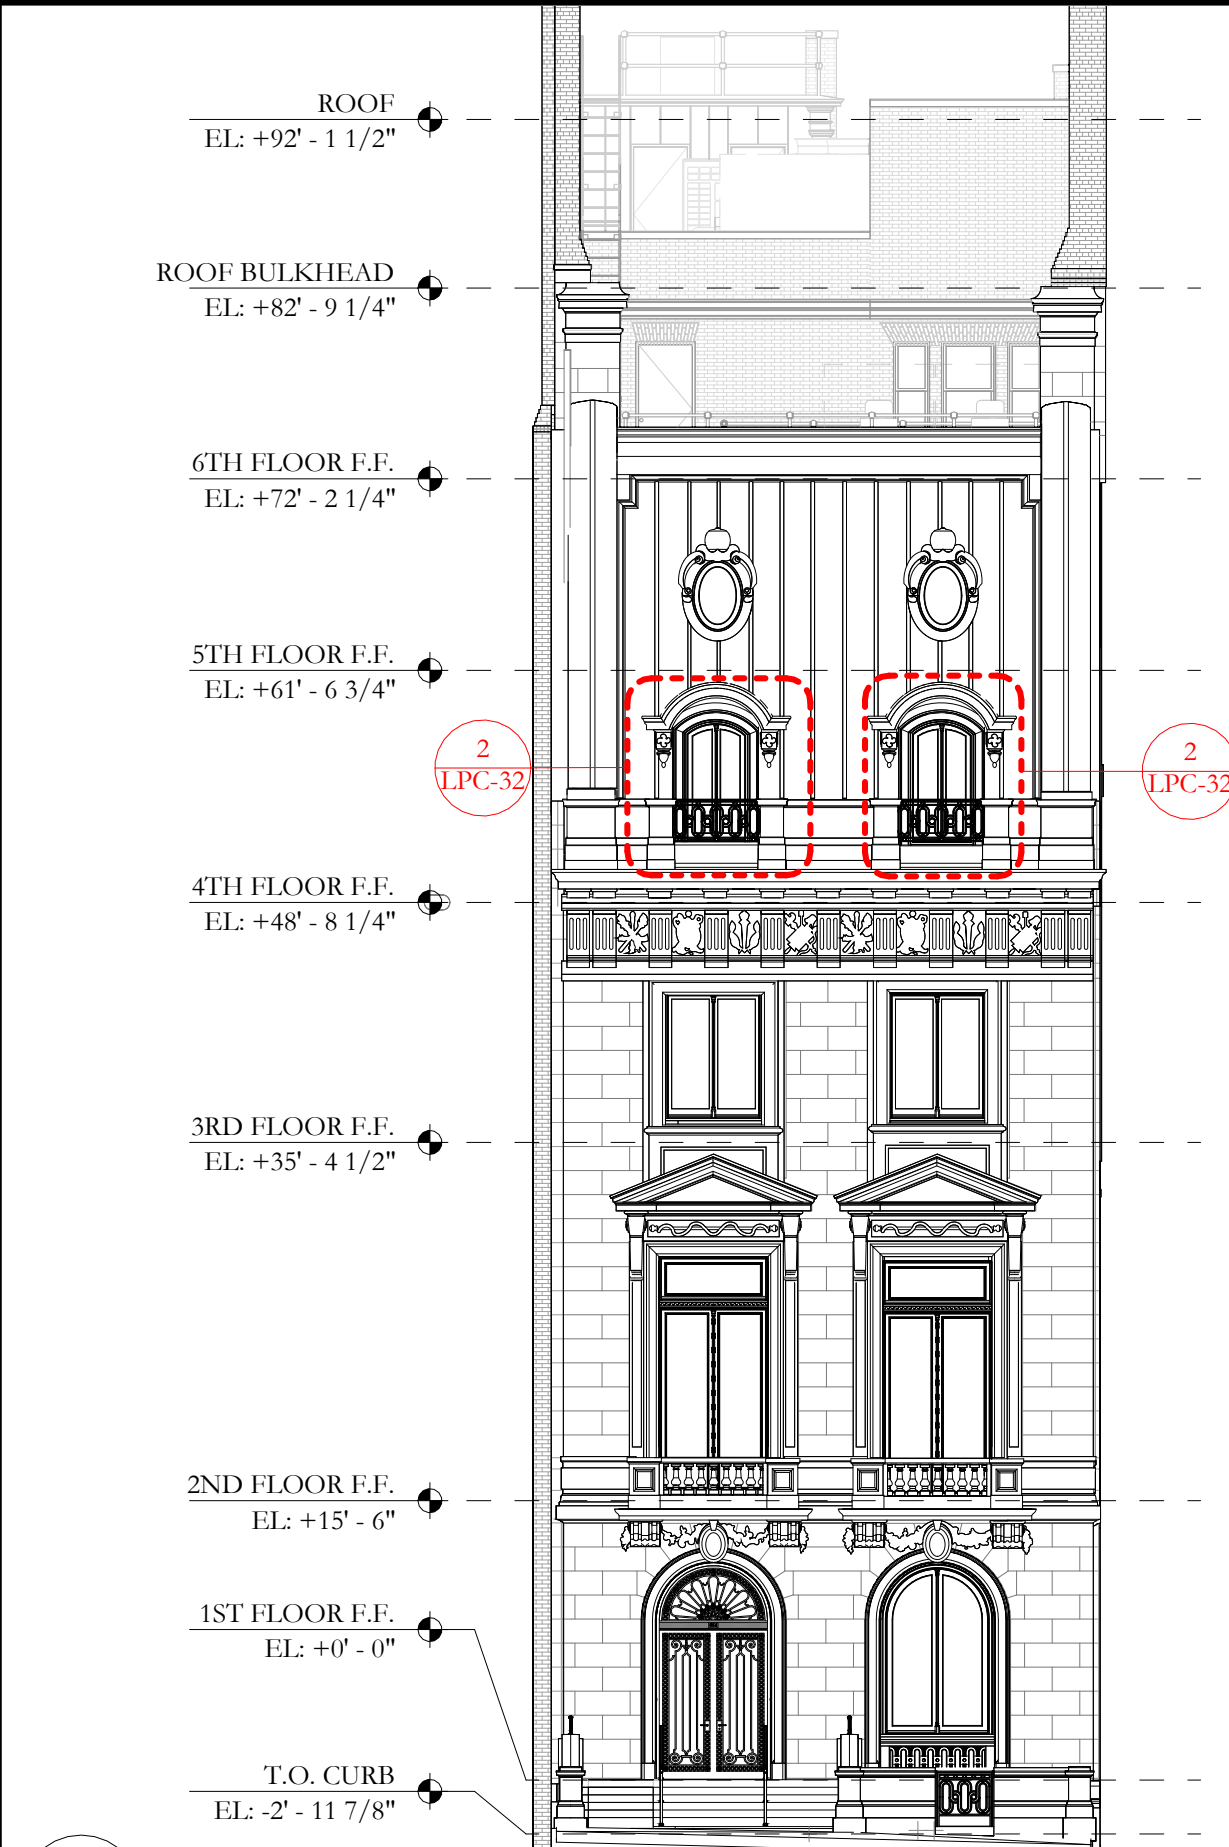 ROOF
EL: +92' - 1 1/2"
ROOF BULKHEAD
EL: +82' - 9 1/4"
6TH FLOOR F.F.
EL: +72' - 2 1/4"
5TH FLOOR F.F.
EL: +61' - 6 3/4"
2
LPC-32
2
LPC-32
4TH FLOOR F.F.
EL: +48' - 8 1/4"
3RD FLOOR F.F.
EL: +35' - 4 1/2"
2ND FLOOR F.F.
EL: +15' - 6"
1ST FLOOR F.F.
EL: +0' - 0"
T.O. CURB
EL: -2' - 11 7/8"